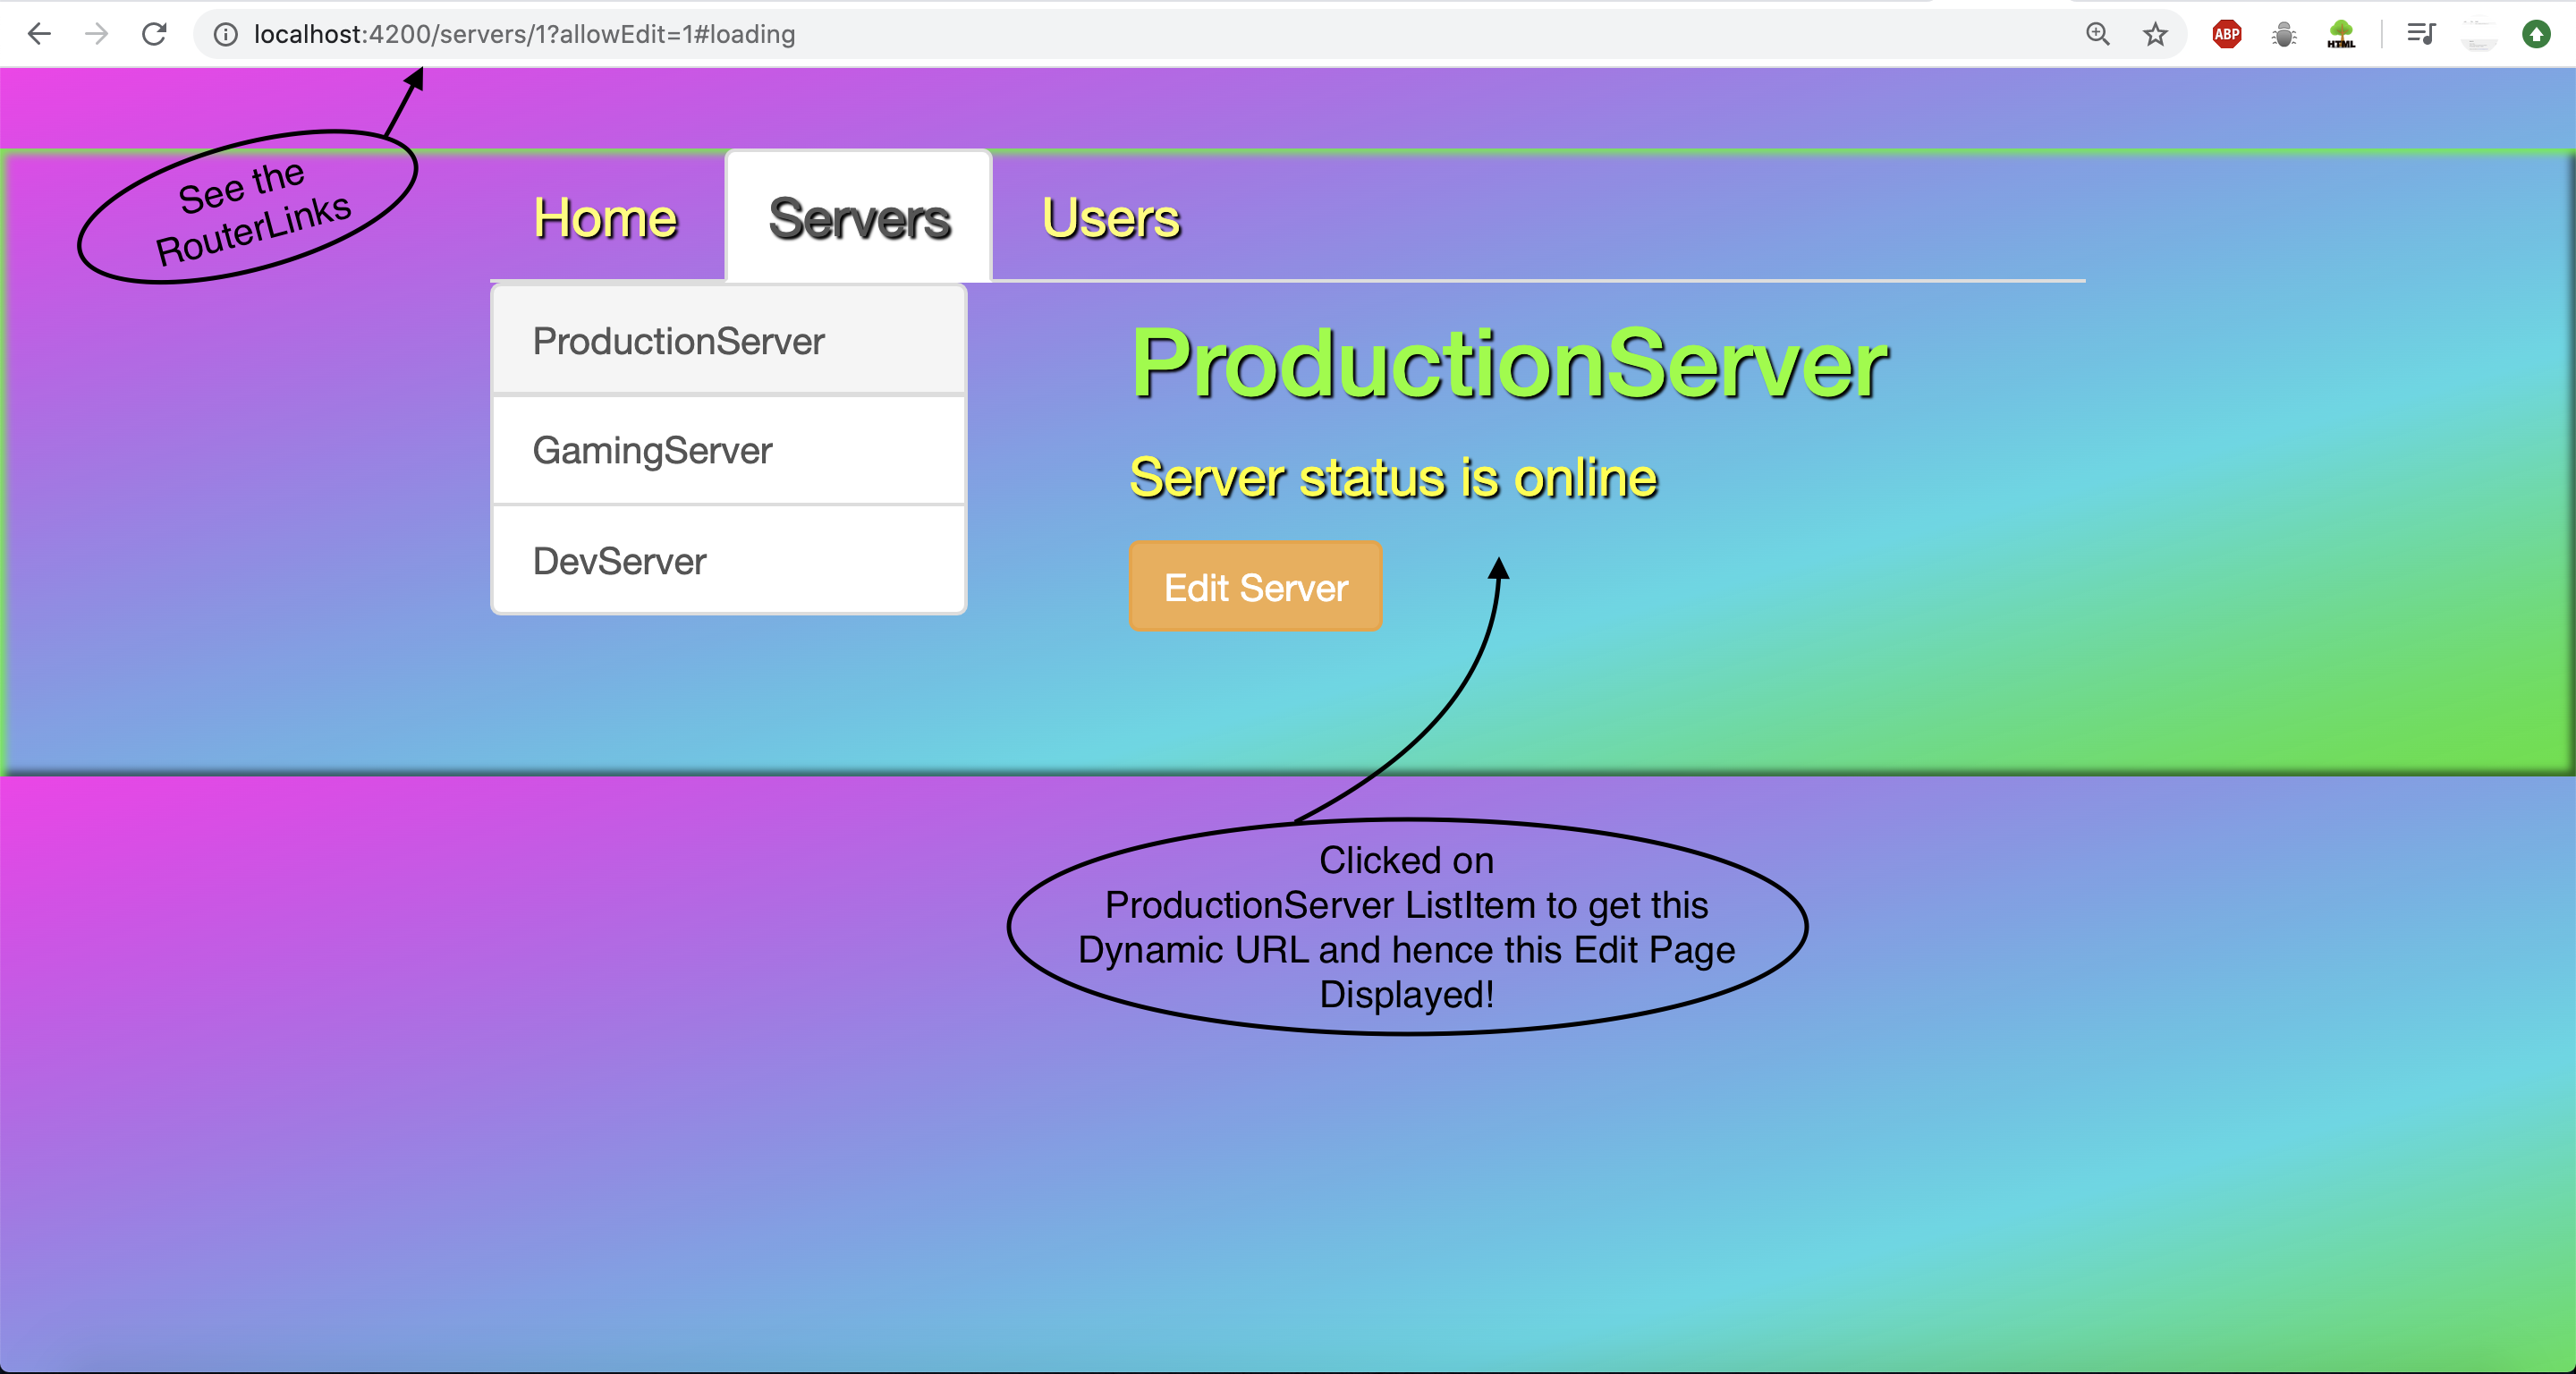 localhost:4200/servers/1?allowEdit=1#loading
ABP
HTML
See the
RouterLinks
Home
Servers
Users
ProductionServer
GamingServer
DevServer
ProductionServer
Server status is online
Edit Server
Clicked on
ProductionServer ListItem to get this
Dynamic URL and hence this Edit Page
Displayed!